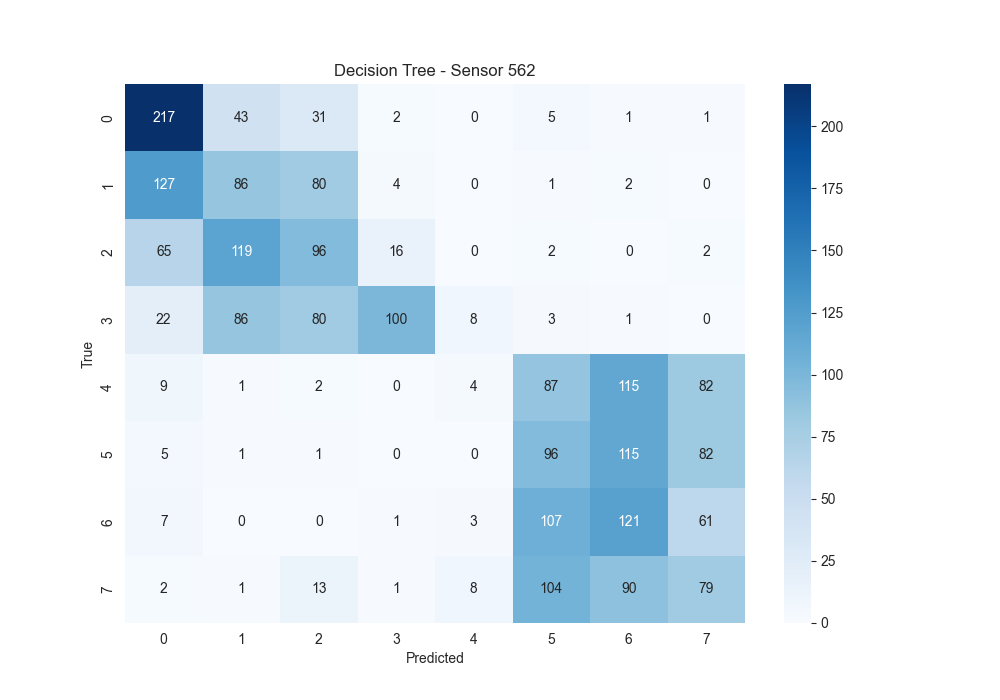 Decision Tree - Sensor 562
0 217 43 31 2 0 5 1 1
1 127 86 80 4 0 1 2 0
2 65 119 96 16 0 2 0 2
3 22 86 80 100 8 3 1 0
4 9 1 2 0 4 87 115 82
5 5 1 1 0 0 96 115 82
6 7 0 0 1 3 107 121 61
7 2 1 13 1 8 104 90 79
0 1 2 3 4 5 6 7
Predicted
True
200
175
150
125
100
75
50
25
0